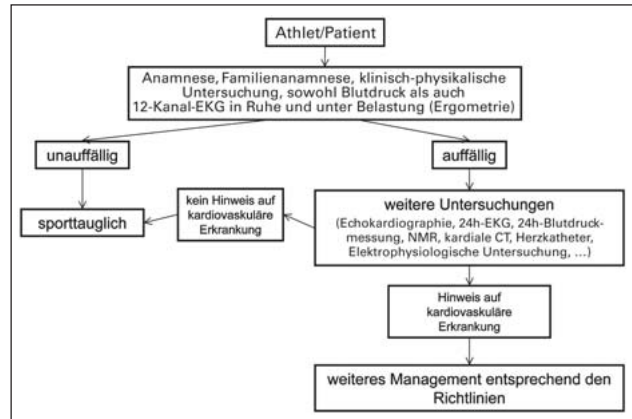 Athlet/Patient
Anamnese, Familienanamnese, klinisch-physikalische
Untersuchung, sowohl Blutdruck als auch
12-Kanal-EKG in Ruhe und unter Belastung (Ergometrie)
unauffällig
auffällig
kein Hinweis auf
kardiovaskuläre
Erkrankung
sporttauglich
weitere Untersuchungen
(Echokardiographie, 24h-EKG, 24h-Blutdruck-
messung, NMR, kardiale CT, Herzkatheter,
Elektrophysiologische Untersuchung, ...)
Hinweis auf
kardiovaskuläre
Erkrankung
weiteres Management entsprechend den
Richtlinien